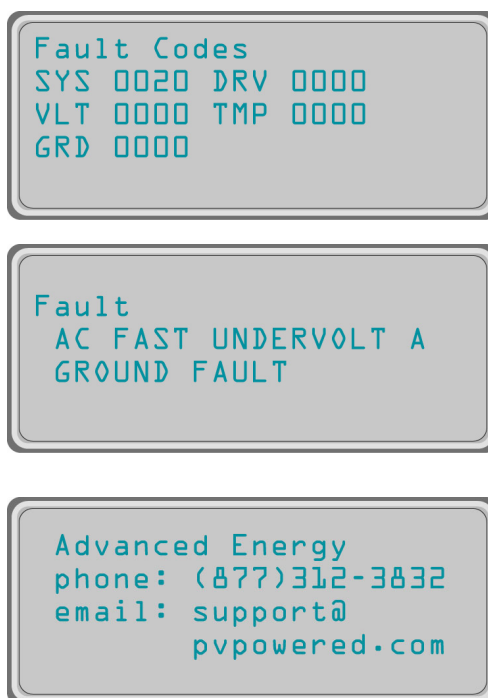 Fault Codes
SYS 0020 DRV 0000
VLT 0000 TMP 0000
GRD 0000
Fault
AC FAST UNDERVOLT A
GROUND FAULT
Advanced Energy
phone: (877)312-3832
email: support@
pvpowered.com